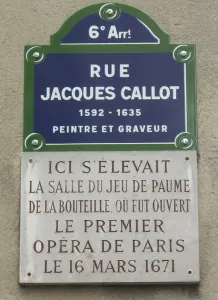 6e Arrt
RUE
JACQUES CALLOT
1592 - 1635
PEINTRE ET GRAVEUR
ICI S'ÉLEVAIT
LA SALLE DU JEU DE PAUME
DE LA BOUTEILLE, OÙ FUT OUVERT
LE PREMIER
OPÉRA DE PARIS
LE 16 MARS 1671